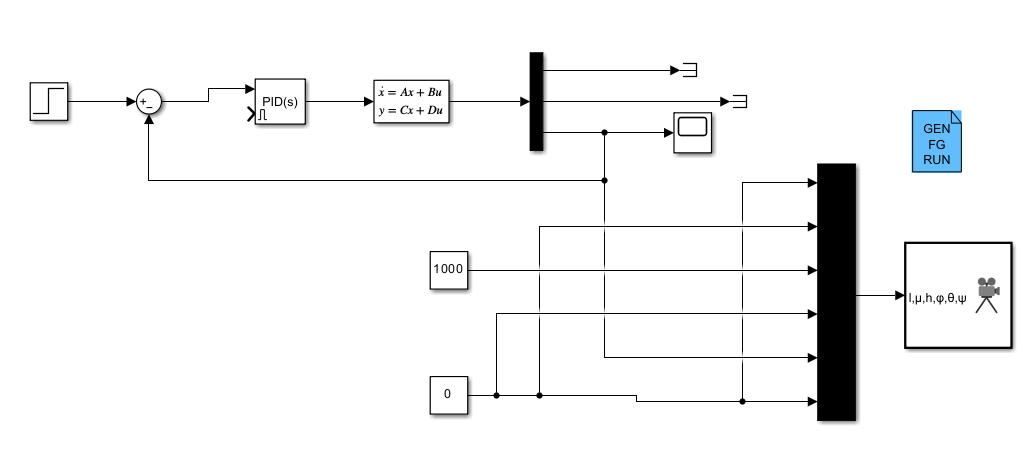 +
−
PID(s)
ẋ = Ax + Bu
y = Cx + Du
GEN
FG
RUN
1000
l,μ,h,φ,θ,ψ
0